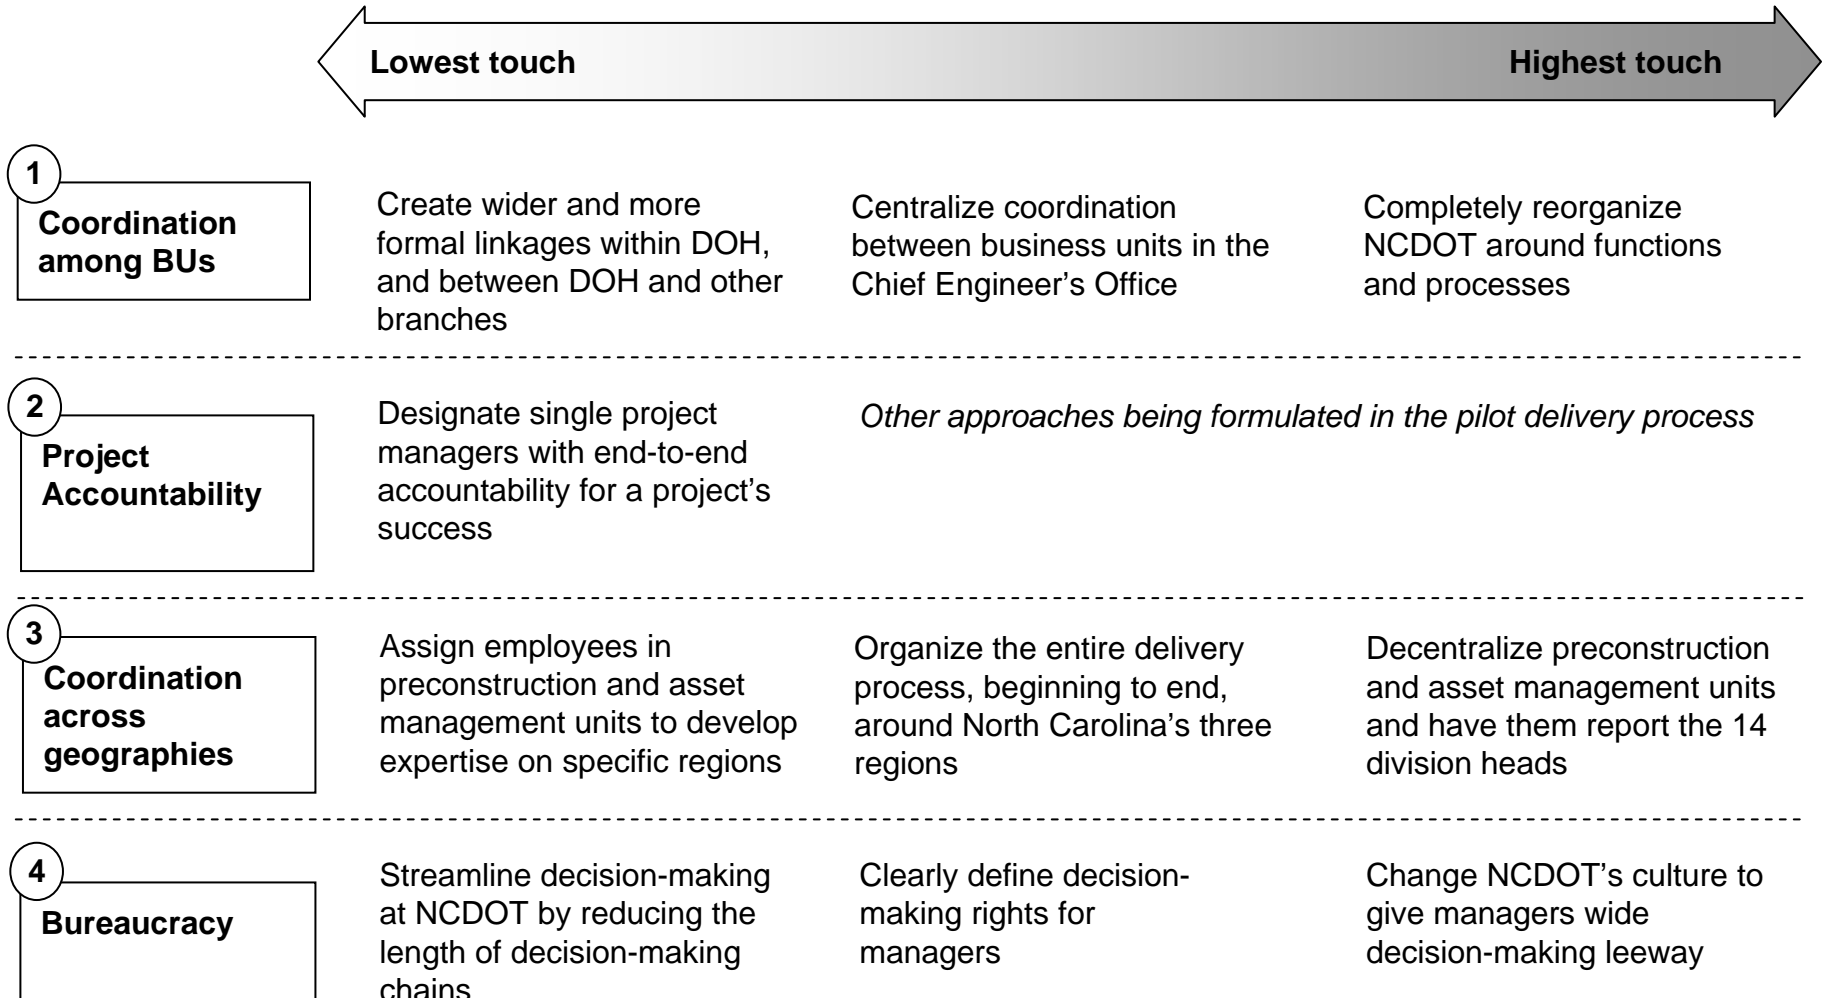 Lowest touch
Highest touch
1
Coordination
among BUs
Create wider and more
formal linkages within DOH,
and between DOH and other
branches
Centralize coordination
between business units in the
Chief Engineer’s Office
Completely reorganize
NCDOT around functions
and processes
2
Project
Accountability
Designate single project
managers with end-to-end
accountability for a project’s
success
Other approaches being formulated in the pilot delivery process
3
Coordination
across
geographies
Assign employees in
preconstruction and asset
management units to develop
expertise on specific regions
Organize the entire delivery
process, beginning to end,
around North Carolina’s three
regions
Decentralize preconstruction
and asset management units
and have them report the 14
division heads
4
Bureaucracy
Streamline decision-making
at NCDOT by reducing the
length of decision-making
chains
Clearly define decision-
making rights for
managers
Change NCDOT’s culture to
give managers wide
decision-making leeway